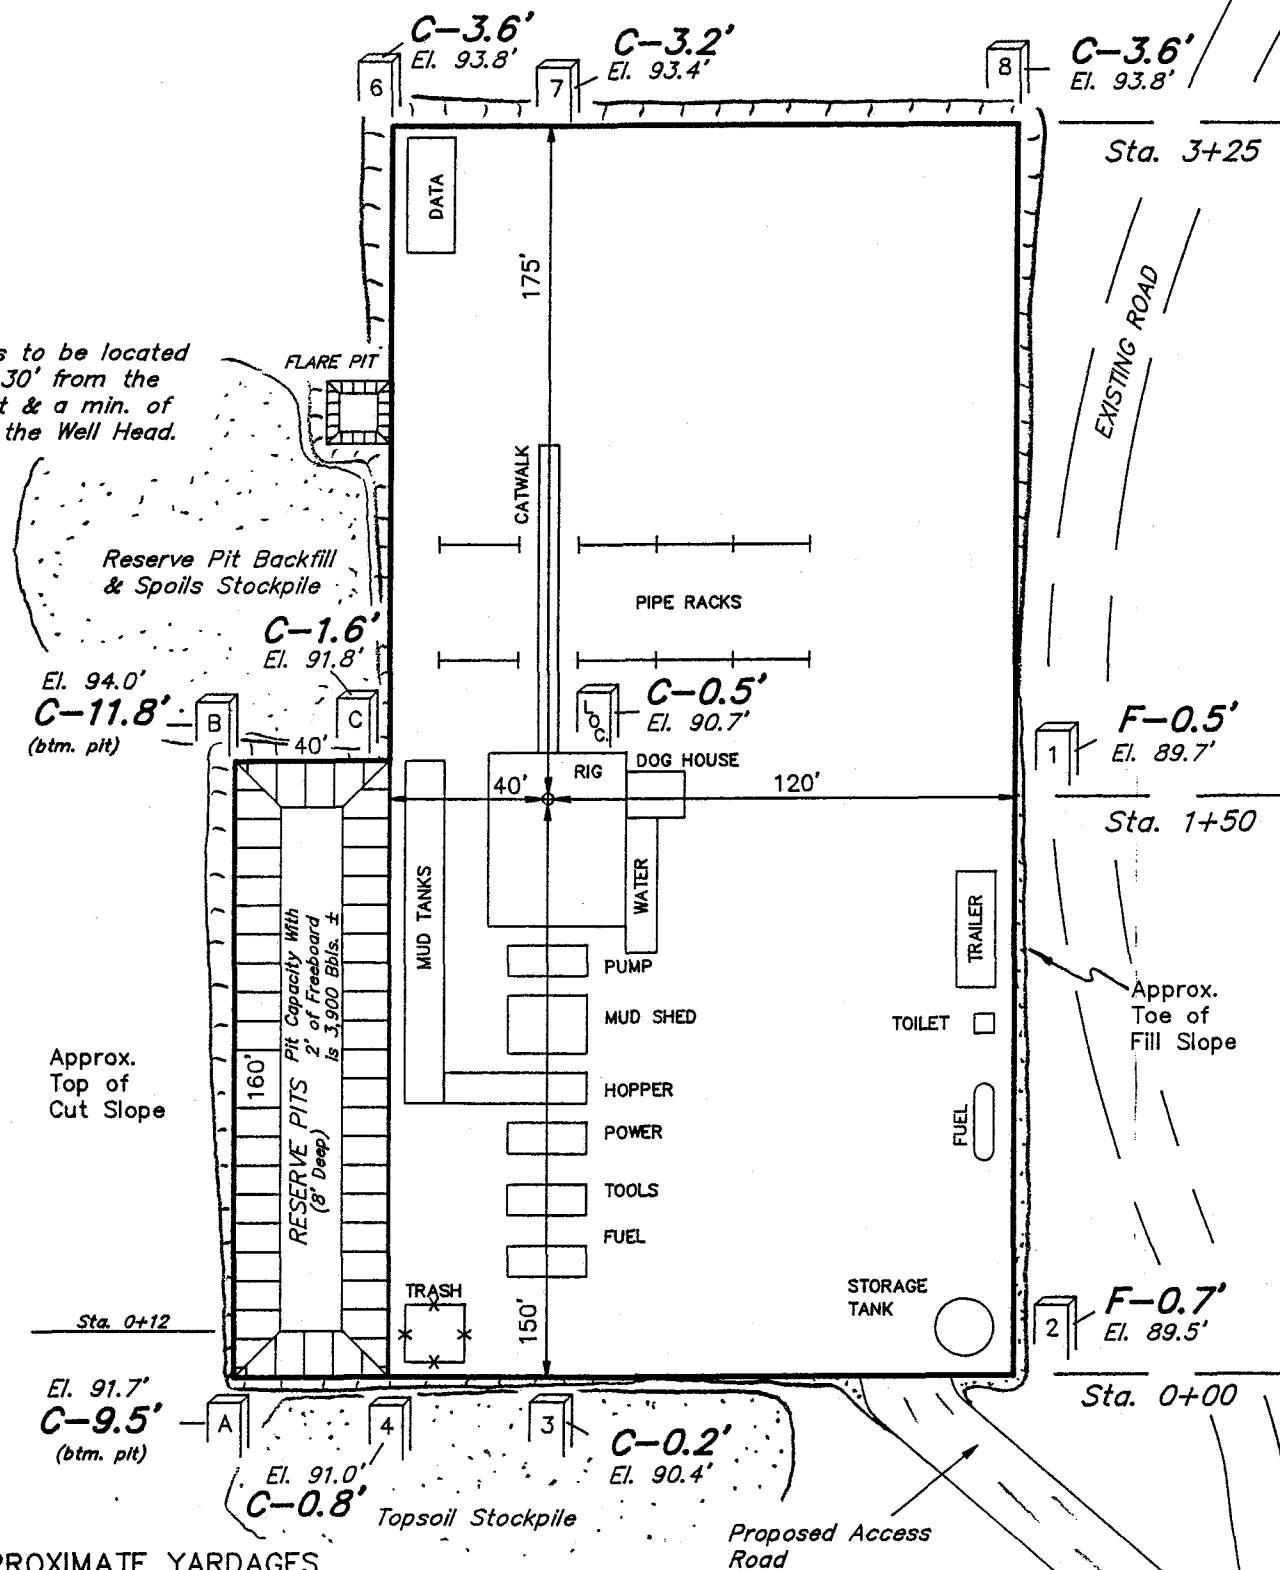 C-3.6'
El. 93.8'
C-3.2'
El. 93.4'
C-3.6'
El. 93.8'
6
7
8
Sta. 3+25
DATA
175'
EXISTING ROAD
s to be located
30' from the
t & a min. of
the Well Head.
FLARE PIT
CATWALK
Reserve Pit Backfill
& Spoils Stockpile
PIPE RACKS
C-1.6'
El. 91.8'
El. 94.0'
C-11.8'
(btm. pit)
B
C
40'
LOC.
C-0.5'
El. 90.7'
F-0.5'
El. 89.7'
1
RIG
DOG HOUSE
40'
120'
Sta. 1+50
MUD TANKS
WATER
TRAILER
PUMP
MUD SHED
TOILET
Approx.
Toe of
Fill Slope
Approx.
Top of
Cut Slope
160'
RESERVE PITS
(8' Deep)
Pit Capacity With
2' of Freeboard
is 3,900 Bbls. ±
HOPPER
POWER
FUEL
TOOLS
FUEL
TRASH
150'
STORAGE
TANK
F-0.7'
El. 89.5'
2
Sta. 0+12
Sta. 0+00
El. 91.7'
C-9.5'
(btm. pit)
A
4
3
El. 91.0'
C-0.8'
C-0.2'
El. 90.4'
Topsoil Stockpile
Proposed Access
Road
PROXIMATE YARDAGES